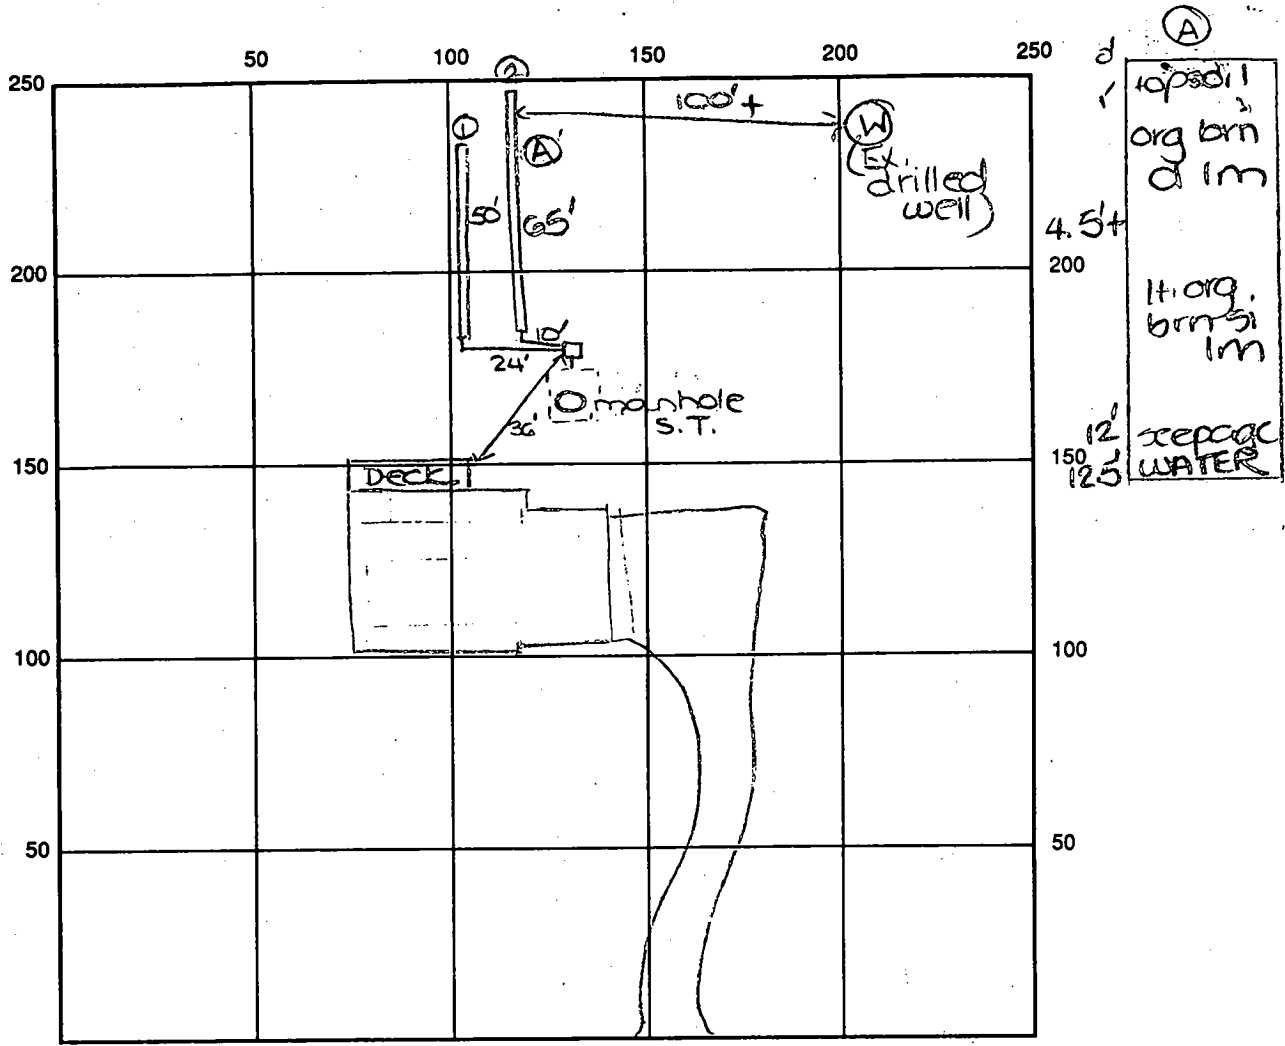 50
100
150
200
250
250
200
150
100
50
200
150
100
50
②
①
Ⓐ
100'+
Ⓦ
(Ex.
drilled
well)
50'
65'
10'
24'
36'
manhole
S.T.
Deck
Ⓐ
d
1'
topsoil
org brn
lm
4.5'+
lt. org.
brn si
lm
12'
seepage
12.5'
WATER